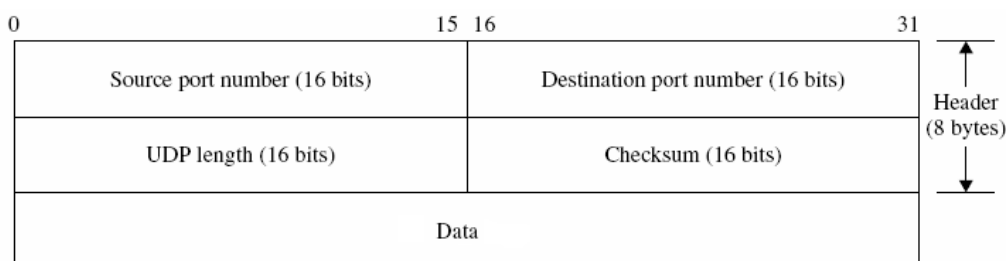 0 15 16 31
Source port number (16 bits) Destination port number (16 bits)
Header
(8 bytes)
UDP length (16 bits) Checksum (16 bits)
Data